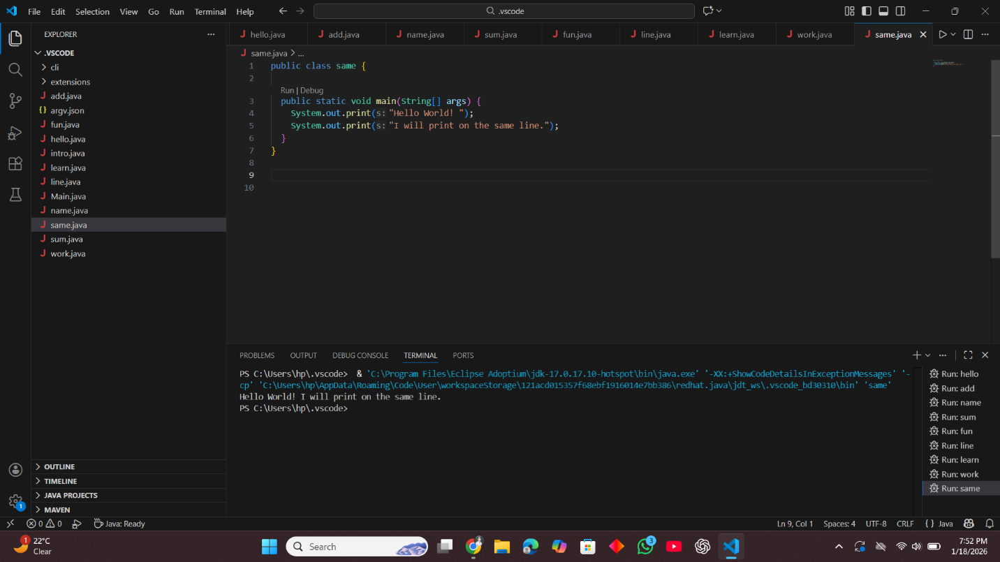 File Edit Selection View Go Run Terminal Help
.vscode
EXPLORER
hello.java
add.java
name.java
sum.java
fun.java
line.java
learn.java
work.java
same.java
.VSCODE
cli
extensions
add.java
argv.json
fun.java
hello.java
intro.java
learn.java
line.java
Main.java
name.java
same.java
sum.java
work.java
OUTLINE
TIMELINE
JAVA PROJECTS
MAVEN
same.java > ...
1 public class same {
2
Run | Debug
3 public static void main(String[] args) {
4 System.out.print(s: "Hello World! ");
5 System.out.print(s: "I will print on the same line.");
6 }
7 }
8
9
10
PROBLEMS OUTPUT DEBUG CONSOLE TERMINAL PORTS
PS C:\Users\hp\.vscode> & 'C:\Program Files\Eclipse Adoptium\jdk-17.0.17.10-hotspot\bin\java.exe' '-XX:+ShowCodeDetailsInExceptionMessages' '-
cp' 'C:\Users\hp\AppData\Roaming\Code\User\workspaceStorage\121acd015357f68ebf1916014e7bb386\redhat.java\jdt_ws\.vscode_bd30310\bin' 'same'
Hello World! I will print on the same line.
PS C:\Users\hp\.vscode>
Run: hello
Run: add
Run: name
Run: sum
Run: fun
Run: line
Run: learn
Run: work
Run: same
1
0 0 Java: Ready
Ln 9, Col 1 Spaces: 4 UTF-8 CRLF {} Java
1
22°C
Clear
Search
3
7:52 PM
1/18/2026